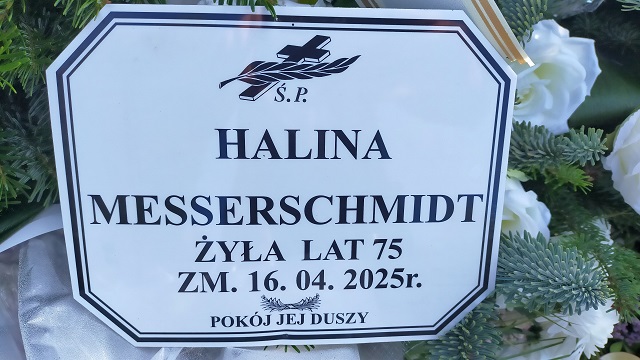 Ś.P.
HALINA
MESSERSCHMIDT
ŻYŁA LAT 75
ZM. 16. 04. 2025r.
POKÓJ JEJ DUSZY